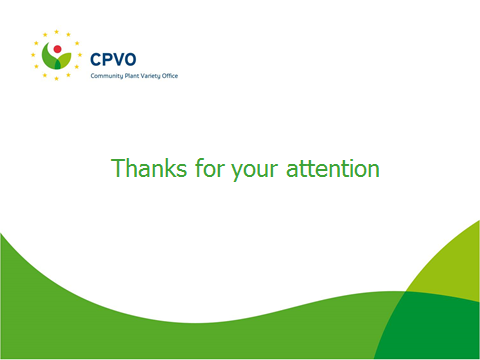 CPVO
Community Plant Variety Office
Thanks for your attention